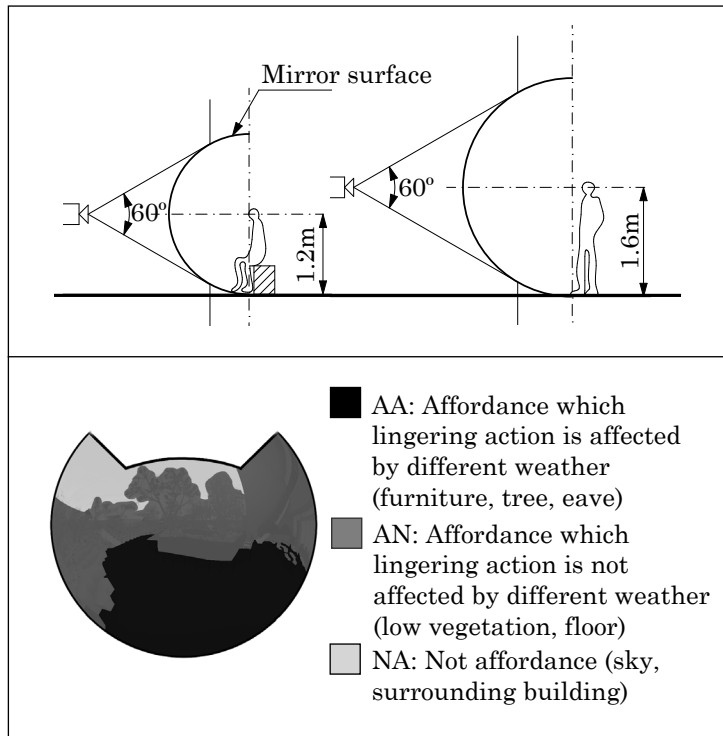 Mirror surface
60º
1.2m
60º
1.6m
AA: Affordance which
lingering action is affected
by different weather
(furniture, tree, eave)
AN: Affordance which
lingering action is not
affected by different weather
(low vegetation, floor)
NA: Not affordance (sky,
surrounding building)